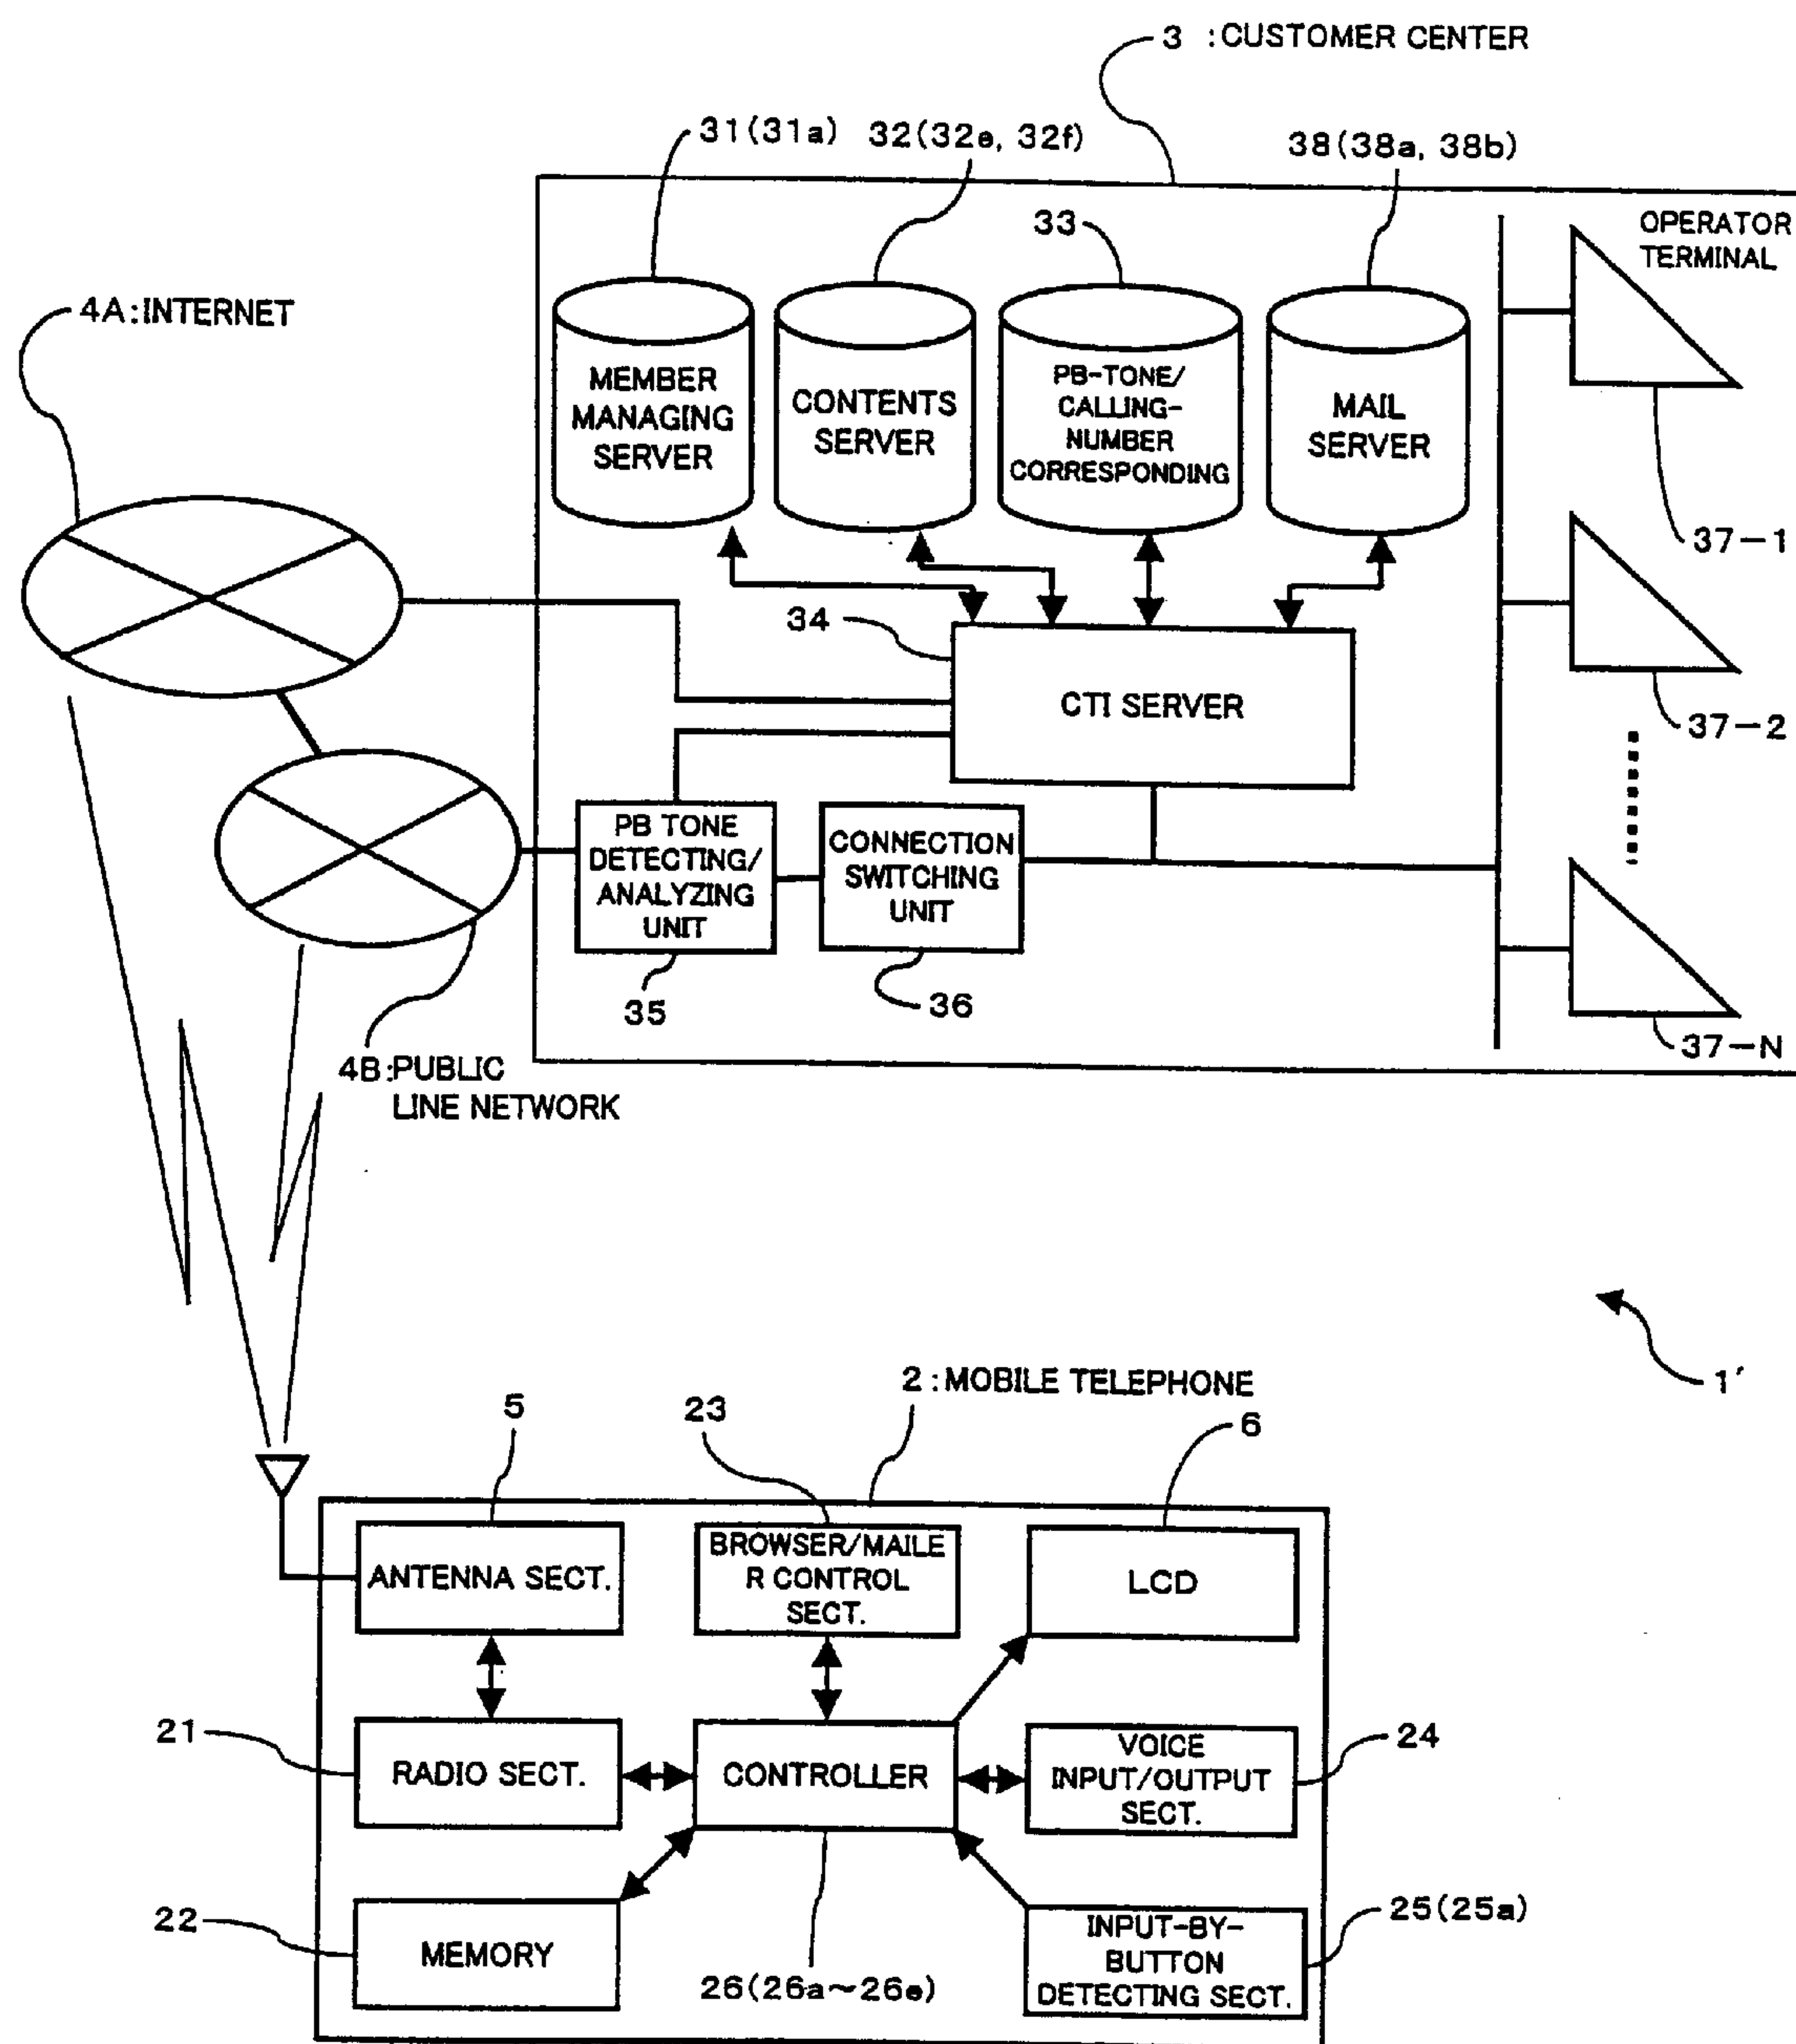 3 :CUSTOMER CENTER
31(31a)
32(32e, 32f)
38(38a, 38b)
33
OPERATOR
TERMINAL
4A:INTERNET
MEMBER
MANAGING
SERVER
CONTENTS
SERVER
PB-TONE/
CALLING-
NUMBER
CORRESPONDING
MAIL
SERVER
37-1
34
CTI SERVER
37-2
PB TONE
DETECTING/
ANALYZING
UNIT
CONNECTION
SWITCHING
UNIT
35
36
37-N
4B:PUBLIC
LINE NETWORK
1'
2:MOBILE TELEPHONE
5
23
6
ANTENNA SECT.
BROWSER/MAILE
R CONTROL
SECT.
LCD
21
RADIO SECT.
CONTROLLER
VOICE
INPUT/OUTPUT
SECT.
24
22
MEMORY
26(26a~26e)
INPUT-BY-
BUTTON
DETECTING SECT.
25(25a)